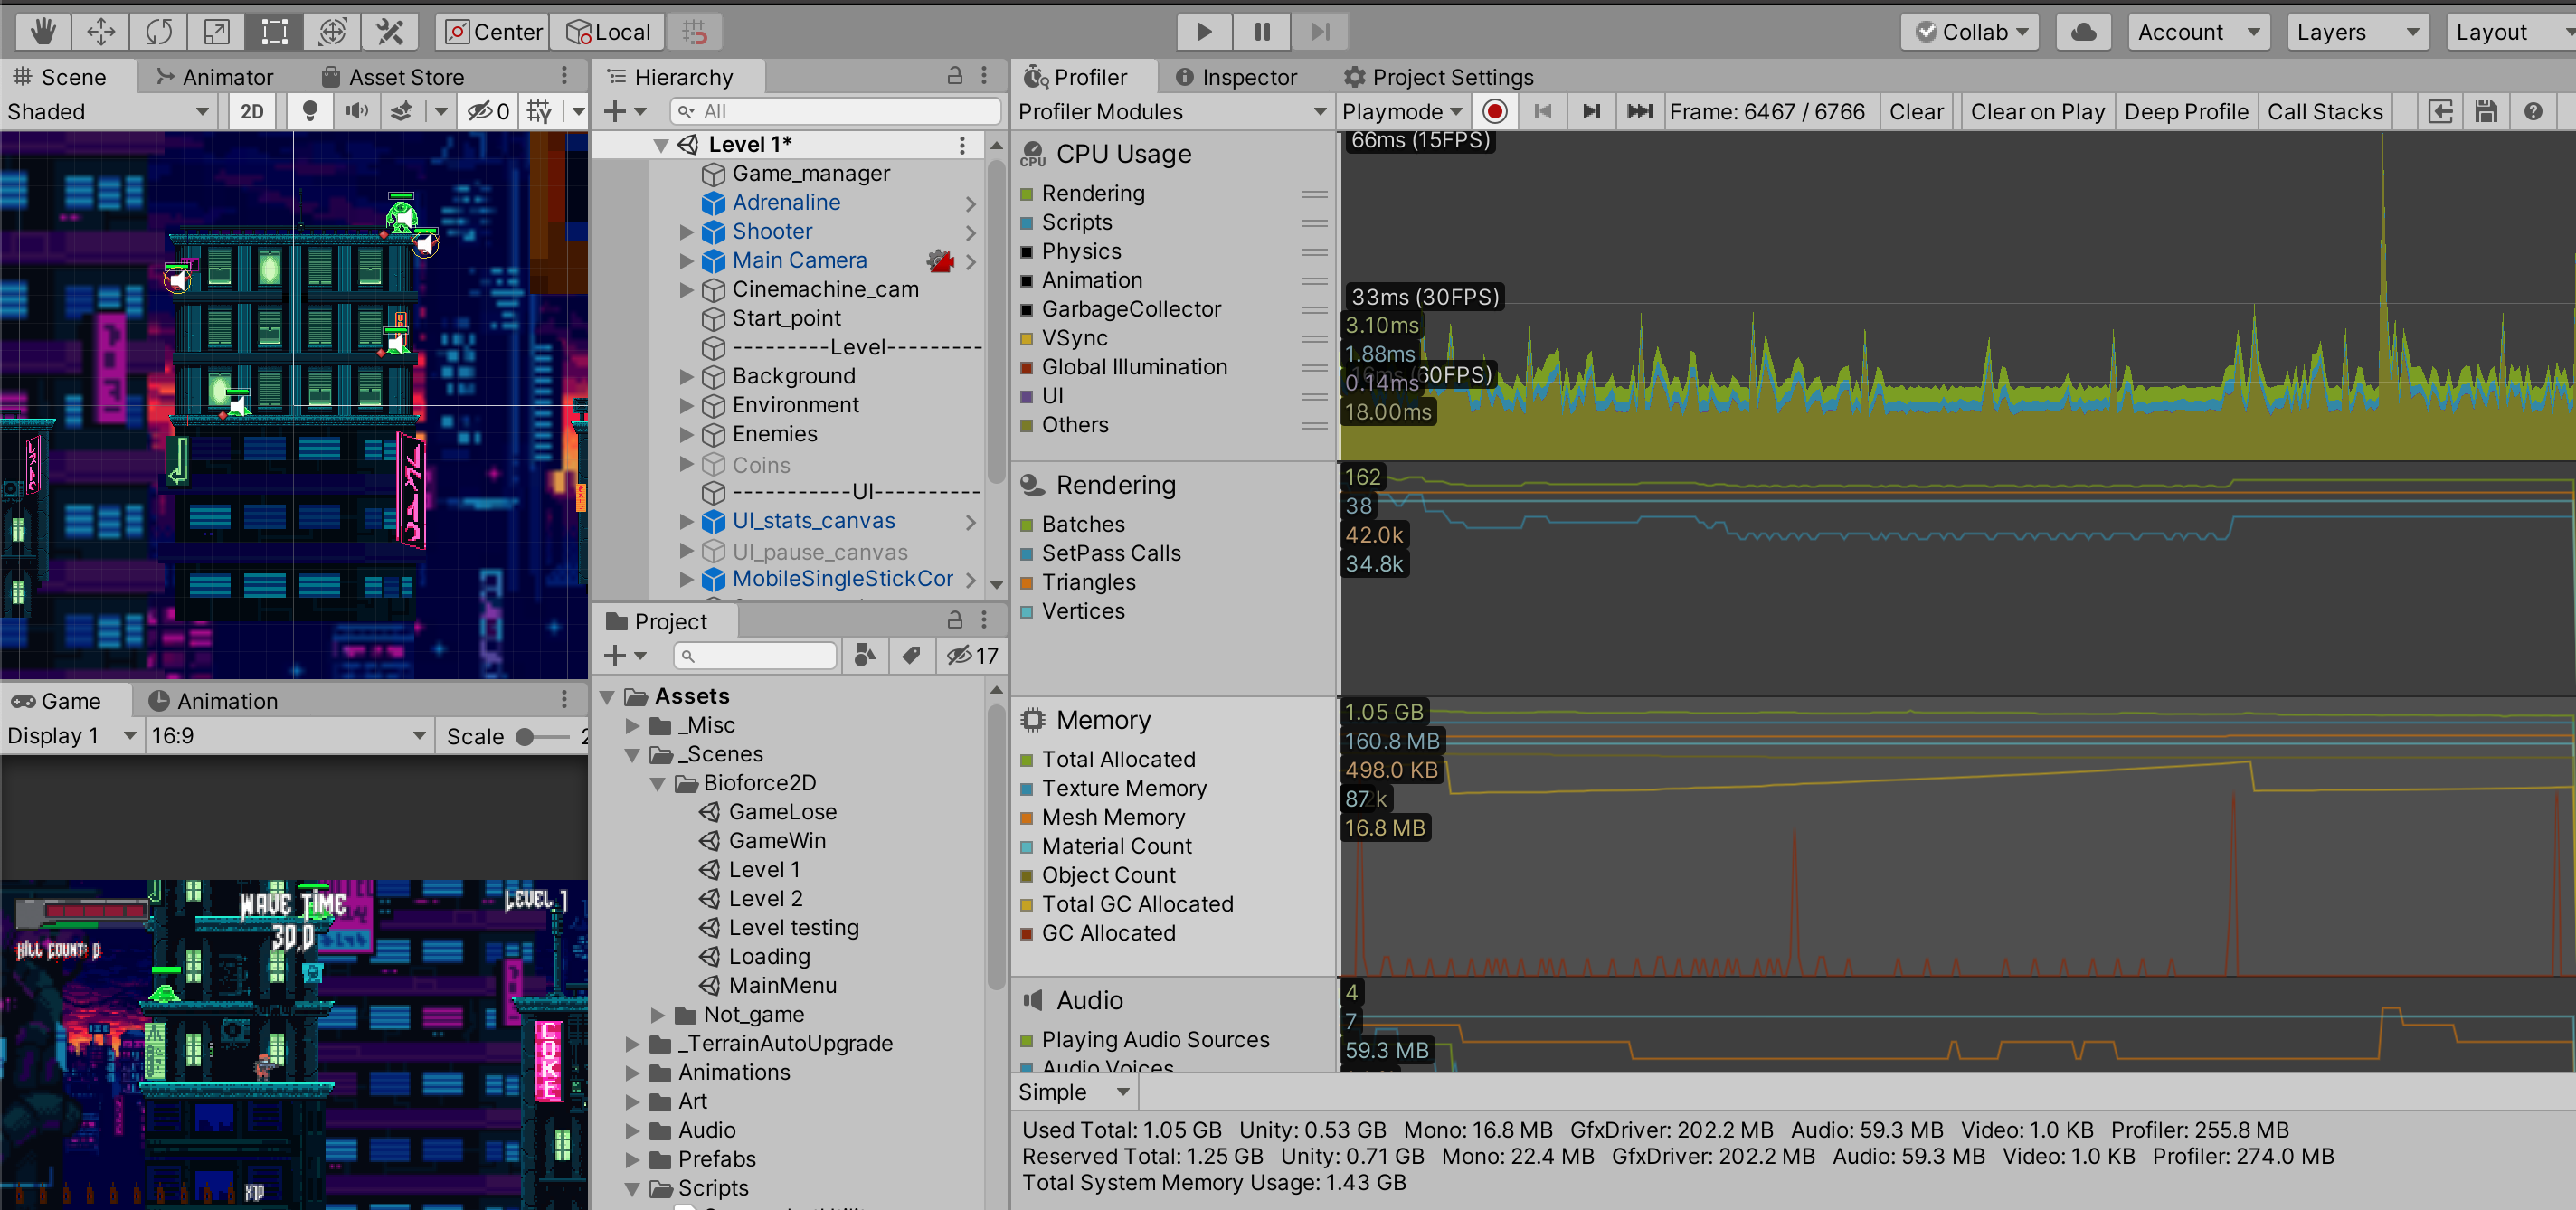 Center
Local
Collab
Account
Layers
Layout
Scene
Animator
Asset Store
Shaded
2D
0
Hierarchy
All
Level 1*
Game_manager
Adrenaline
Shooter
Main Camera
Cinemachine_cam
Start_point
---------Level---------
Background
Environment
Enemies
Coins
-----------UI----------
UI_stats_canvas
UI_pause_canvas
MobileSingleStickCor
Project
17
Assets
_Misc
_Scenes
Bioforce2D
GameLose
GameWin
Level 1
Level 2
Level testing
Loading
MainMenu
Not_game
_TerrainAutoUpgrade
Animations
Art
Audio
Prefabs
Scripts
Game
Animation
Display 1
16:9
Scale
2
WAVE TIME
30.0
LEVEL 1
KILL COUNT: 0
COKE
X10
Profiler
Inspector
Project Settings
Profiler Modules
Playmode
Frame: 6467 / 6766
Clear
Clear on Play
Deep Profile
Call Stacks
CPU Usage
CPU
Rendering
Scripts
Physics
Animation
GarbageCollector
VSync
Global Illumination
UI
Others
66ms (15FPS)
33ms (30FPS)
3.10ms
1.88ms
16ms (60FPS)
0.14ms
18.00ms
Rendering
Batches
SetPass Calls
Triangles
Vertices
162
38
42.0k
34.8k
Memory
Total Allocated
Texture Memory
Mesh Memory
Material Count
Object Count
Total GC Allocated
GC Allocated
1.05 GB
160.8 MB
498.0 KB
87
k
16.8 MB
Audio
Playing Audio Sources
Audio Voices
4
7
59.3 MB
Simple
Used Total: 1.05 GB Unity: 0.53 GB Mono: 16.8 MB GfxDriver: 202.2 MB Audio: 59.3 MB Video: 1.0 KB Profiler: 255.8 MB
Reserved Total: 1.25 GB Unity: 0.71 GB Mono: 22.4 MB GfxDriver: 202.2 MB Audio: 59.3 MB Video: 1.0 KB Profiler: 274.0 MB
Total System Memory Usage: 1.43 GB